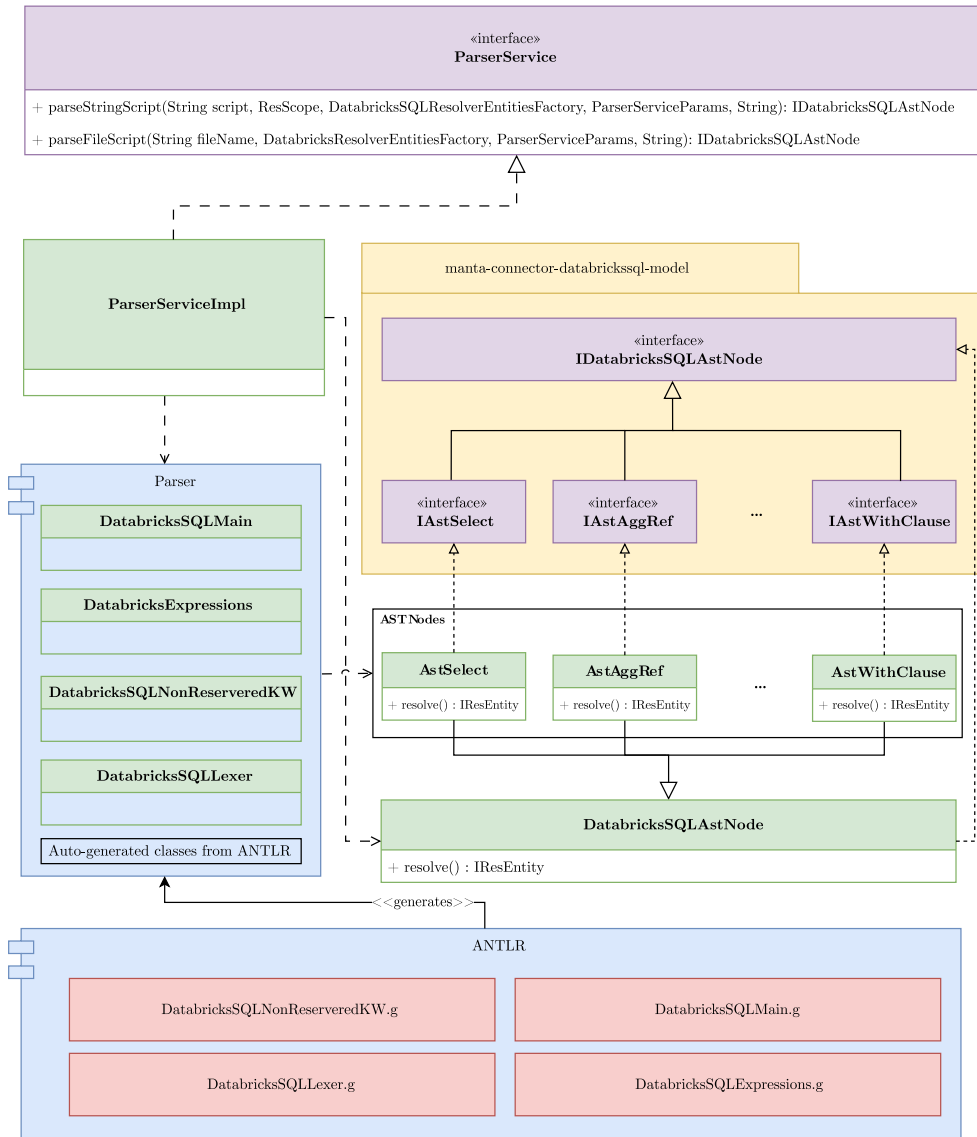 «interface»
ParserService
+ parseStringScript(String script, ResScope, DatabricksSQLResolverEntitiesFactory, ParserServiceParams, String): IDatabricksSQLAstNode
+ parseFileScript(String fileName, DatabricksResolverEntitiesFactory, ParserServiceParams, String): IDatabricksSQLAstNode
ParserServiceImpl
manta-connector-databrickssql-model
«interface»
IDatabricksSQLAstNode
«interface»
IAstSelect
«interface»
IAstAggRef
...
«interface»
IAstWithClause
Parser
DatabricksSQLMain
DatabricksExpressions
DatabricksSQLNonReserveredKW
DatabricksSQLLexer
Auto-generated classes from ANTLR
ASTNodes
AstSelect
+ resolve() : IResEntity
AstAggRef
+ resolve() : IResEntity
...
AstWithClause
+ resolve() : IResEntity
DatabricksSQLAstNode
+ resolve() : IResEntity
<<generates>>
ANTLR
DatabricksSQLNonReserveredKW.g
DatabricksSQLMain.g
DatabricksSQLLexer.g
DatabricksSQLExpressions.g